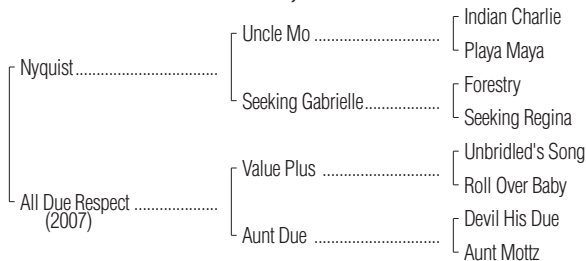 Indian Charlie
Uncle Mo ..................................
Playa Maya
Nyquist......................................
Forestry
Seeking Gabrielle....................
Seeking Regina
Unbridled's Song
Value Plus ...............................
Roll Over Baby
All Due Respect ......................
(2007)
Devil His Due
Aunt Due .................................
Aunt Mottz